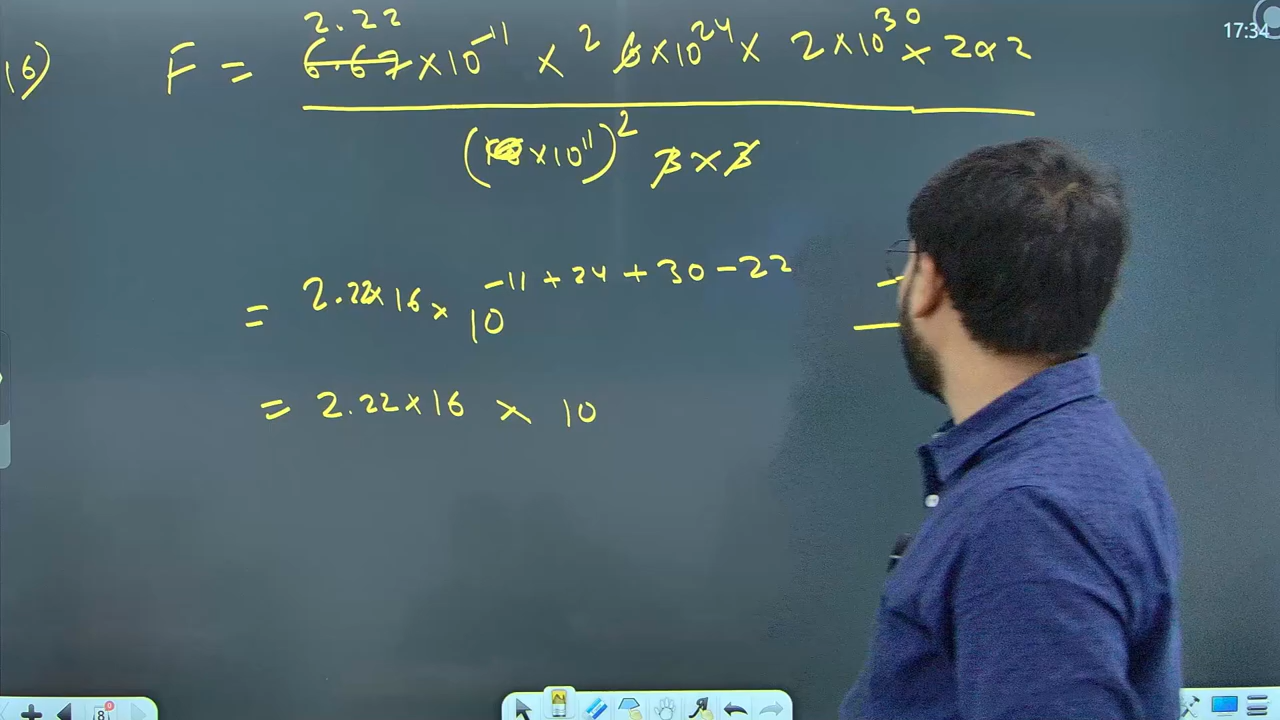 17:34
16) F = 2.22 6.67×10⁻¹¹ × 2 6×10²⁴ × 2×10³⁰ × 2×2
(×10¹¹)² 3×3
= 2.22×16 × 10⁻¹¹⁺²⁴⁺³⁰⁻²²
= 2.22×16 × 10
8